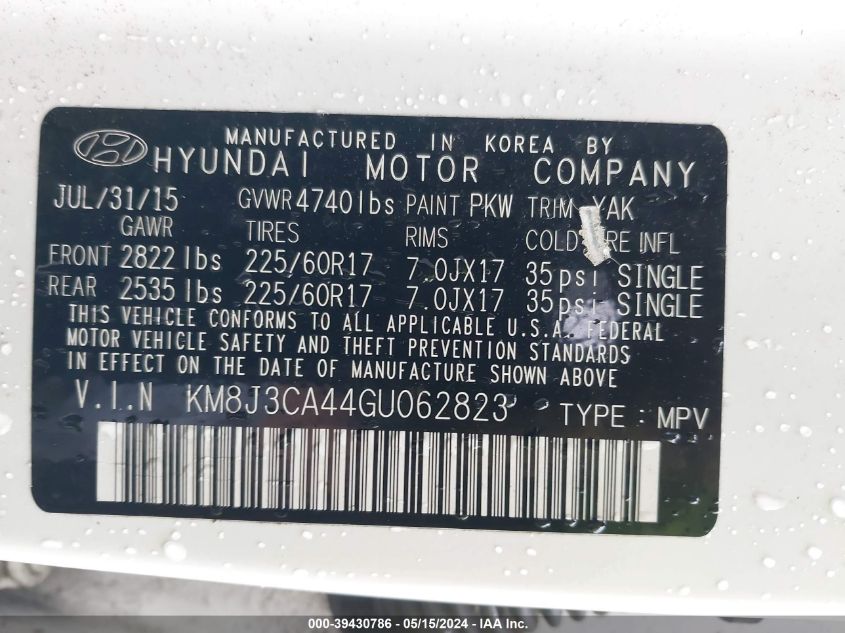 MANUFACTURED IN KOREA BY
HYUNDAI MOTOR COMPANY
JUL/31/15 GVWR 4740lbs PAINT PKW TRIM YAK
GAWR TIRES RIMS COLD RE INFL
FRONT 2822 lbs 225/60R17 7.0JX17 35psi SINGLE
REAR 2535 lbs 225/60R17 7.0JX17 35psi SINGLE
THIS VEHICLE CONFORMS TO ALL APPLICABLE U.S.A. FEDERAL
MOTOR VEHICLE SAFETY AND THEFT PREVENTION STANDARDS
IN EFFECT ON THE DATE OF MANUFACTURE SHOWN ABOVE
V.I.N KM8J3CA44GU062823 TYPE : MPV
000-39430786 - 05/15/2024 - IAA Inc.